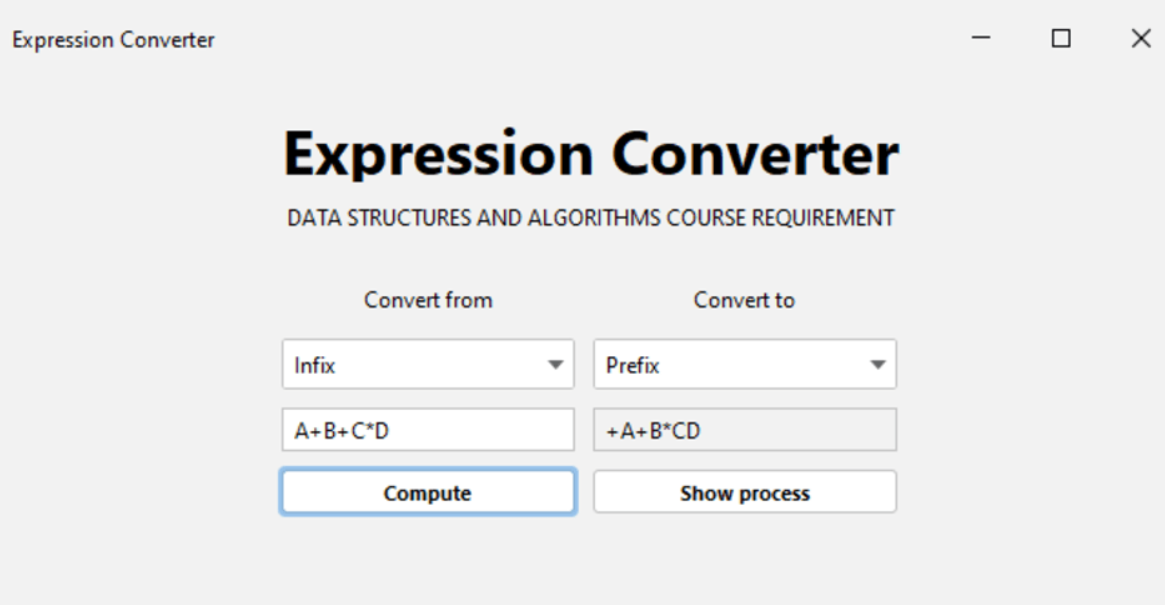 Expression Converter
Expression Converter
DATA STRUCTURES AND ALGORITHMS COURSE REQUIREMENT
Convert from
Convert to
Infix
Prefix
A+B+C*D
+A+B*CD
Compute
Show process